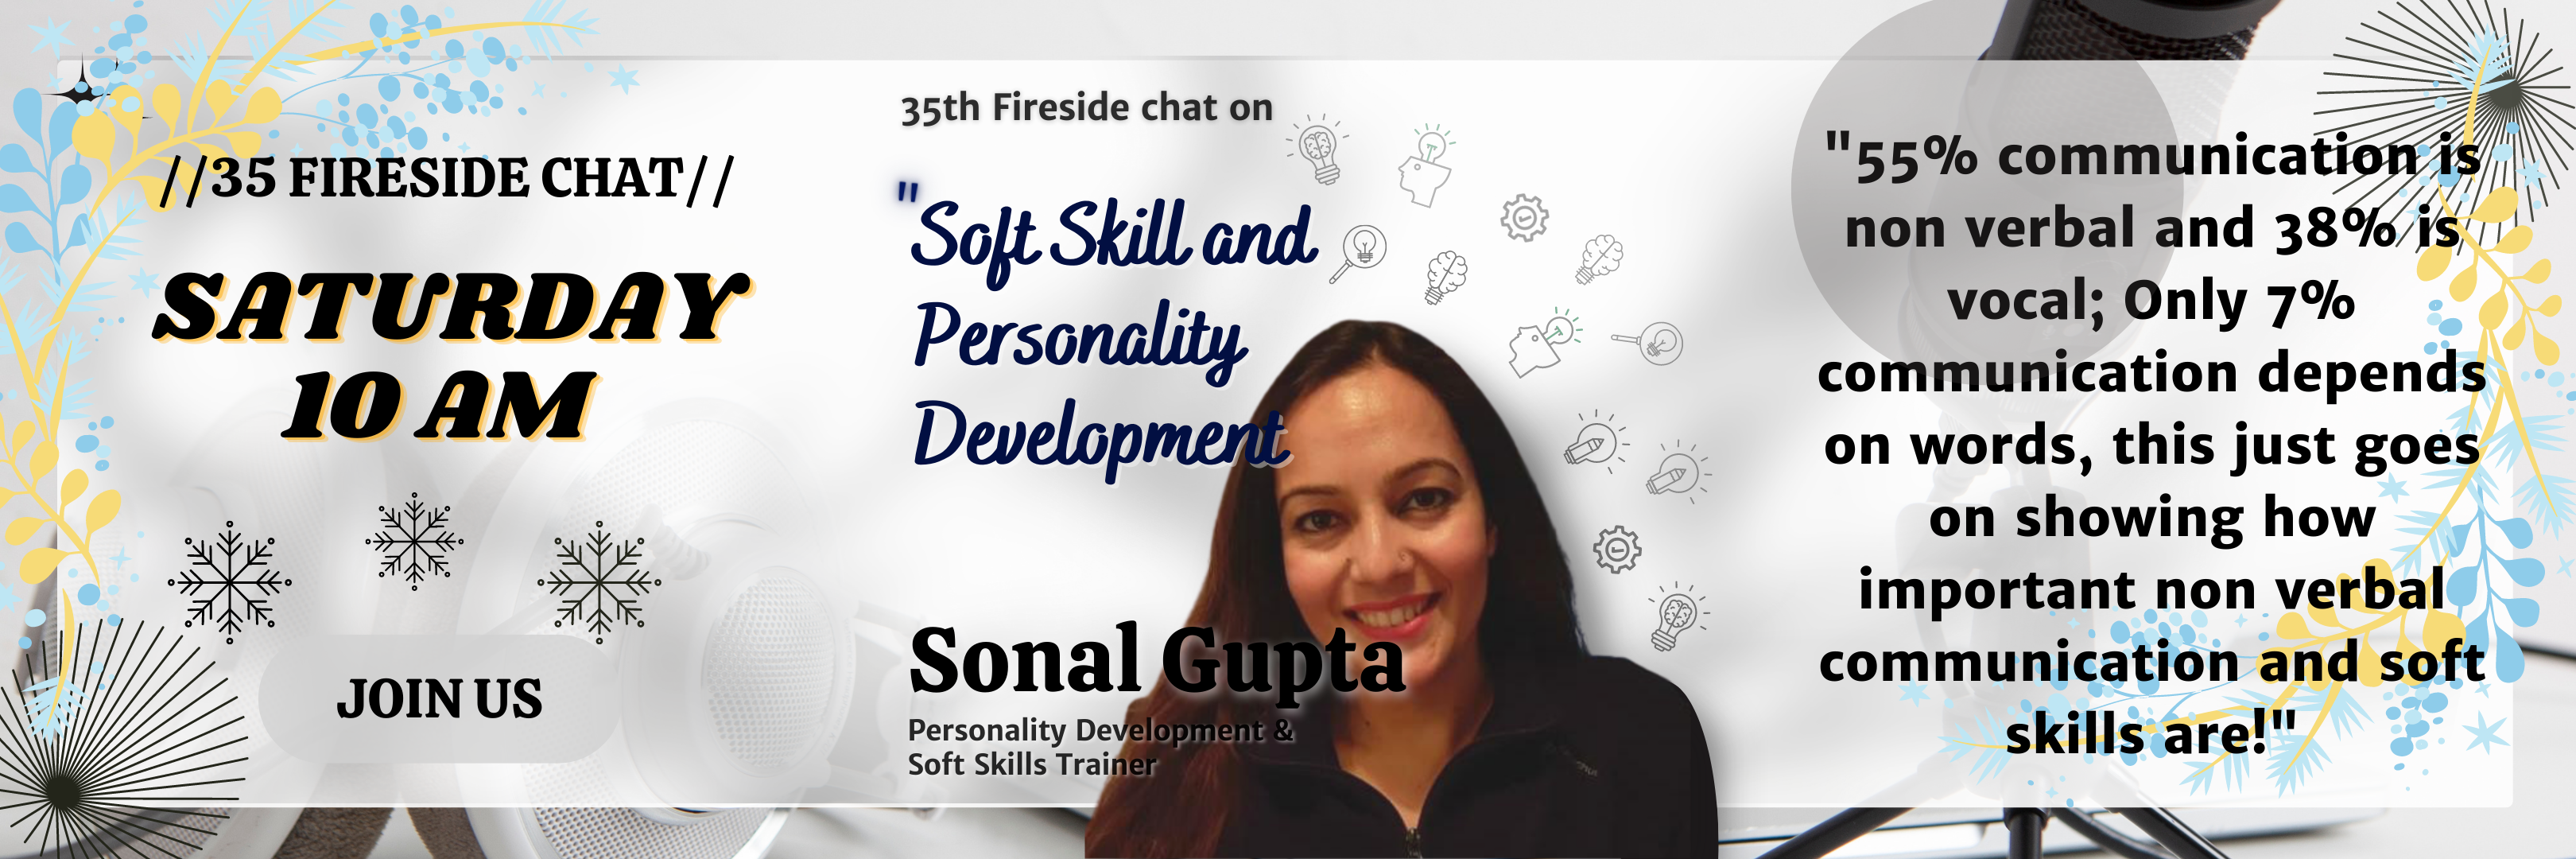 //35 FIRESIDE CHAT//
SATURDAY
10 AM
JOIN US
35th Fireside chat on
"Soft Skill and
Personality
Development
Sonal Gupta
Personality Development &
Soft Skills Trainer
"55% communication is
non verbal and 38% is
vocal; Only 7%
communication depends
on words, this just goes
on showing how
important non verbal
communication and soft
skills are!"